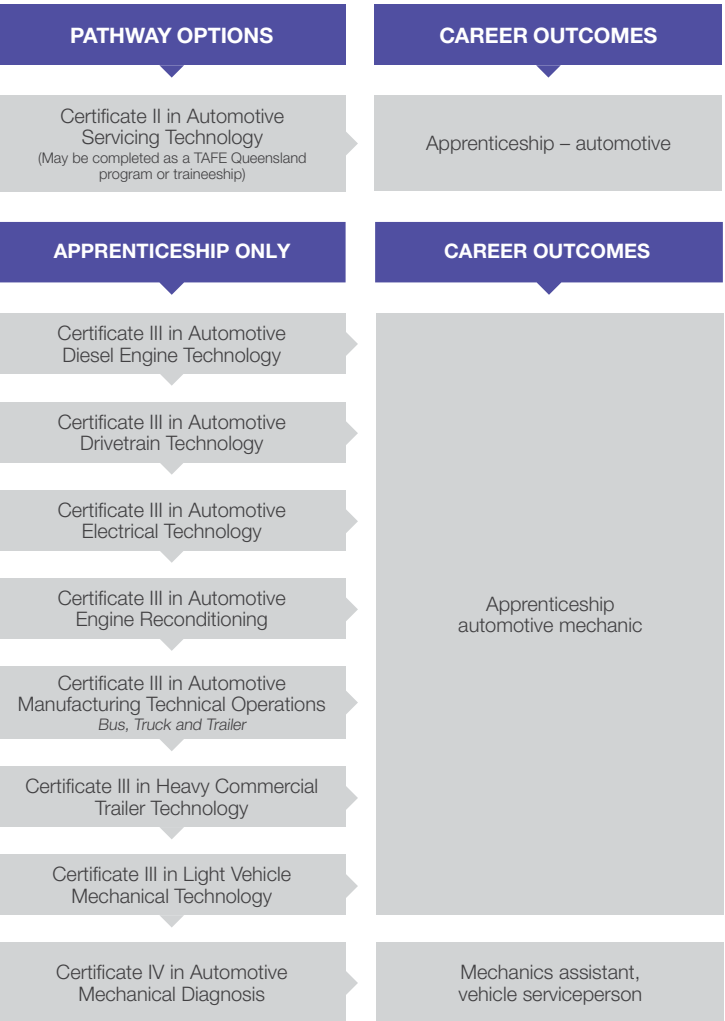 PATHWAY OPTIONS
CAREER OUTCOMES
Certificate II in Automotive
Servicing Technology
(May be completed as a TAFE Queensland
program or traineeship)
Apprenticeship – automotive
APPRENTICESHIP ONLY
CAREER OUTCOMES
Certificate III in Automotive
Diesel Engine Technology
Certificate III in Automotive
Drivetrain Technology
Certificate III in Automotive
Electrical Technology
Certificate III in Automotive
Engine Reconditioning
Certificate III in Automotive
Manufacturing Technical Operations
Bus, Truck and Trailer
Certificate III in Heavy Commercial
Trailer Technology
Certificate III in Light Vehicle
Mechanical Technology
Apprenticeship
automotive mechanic
Certificate IV in Automotive
Mechanical Diagnosis
Mechanics assistant,
vehicle serviceperson